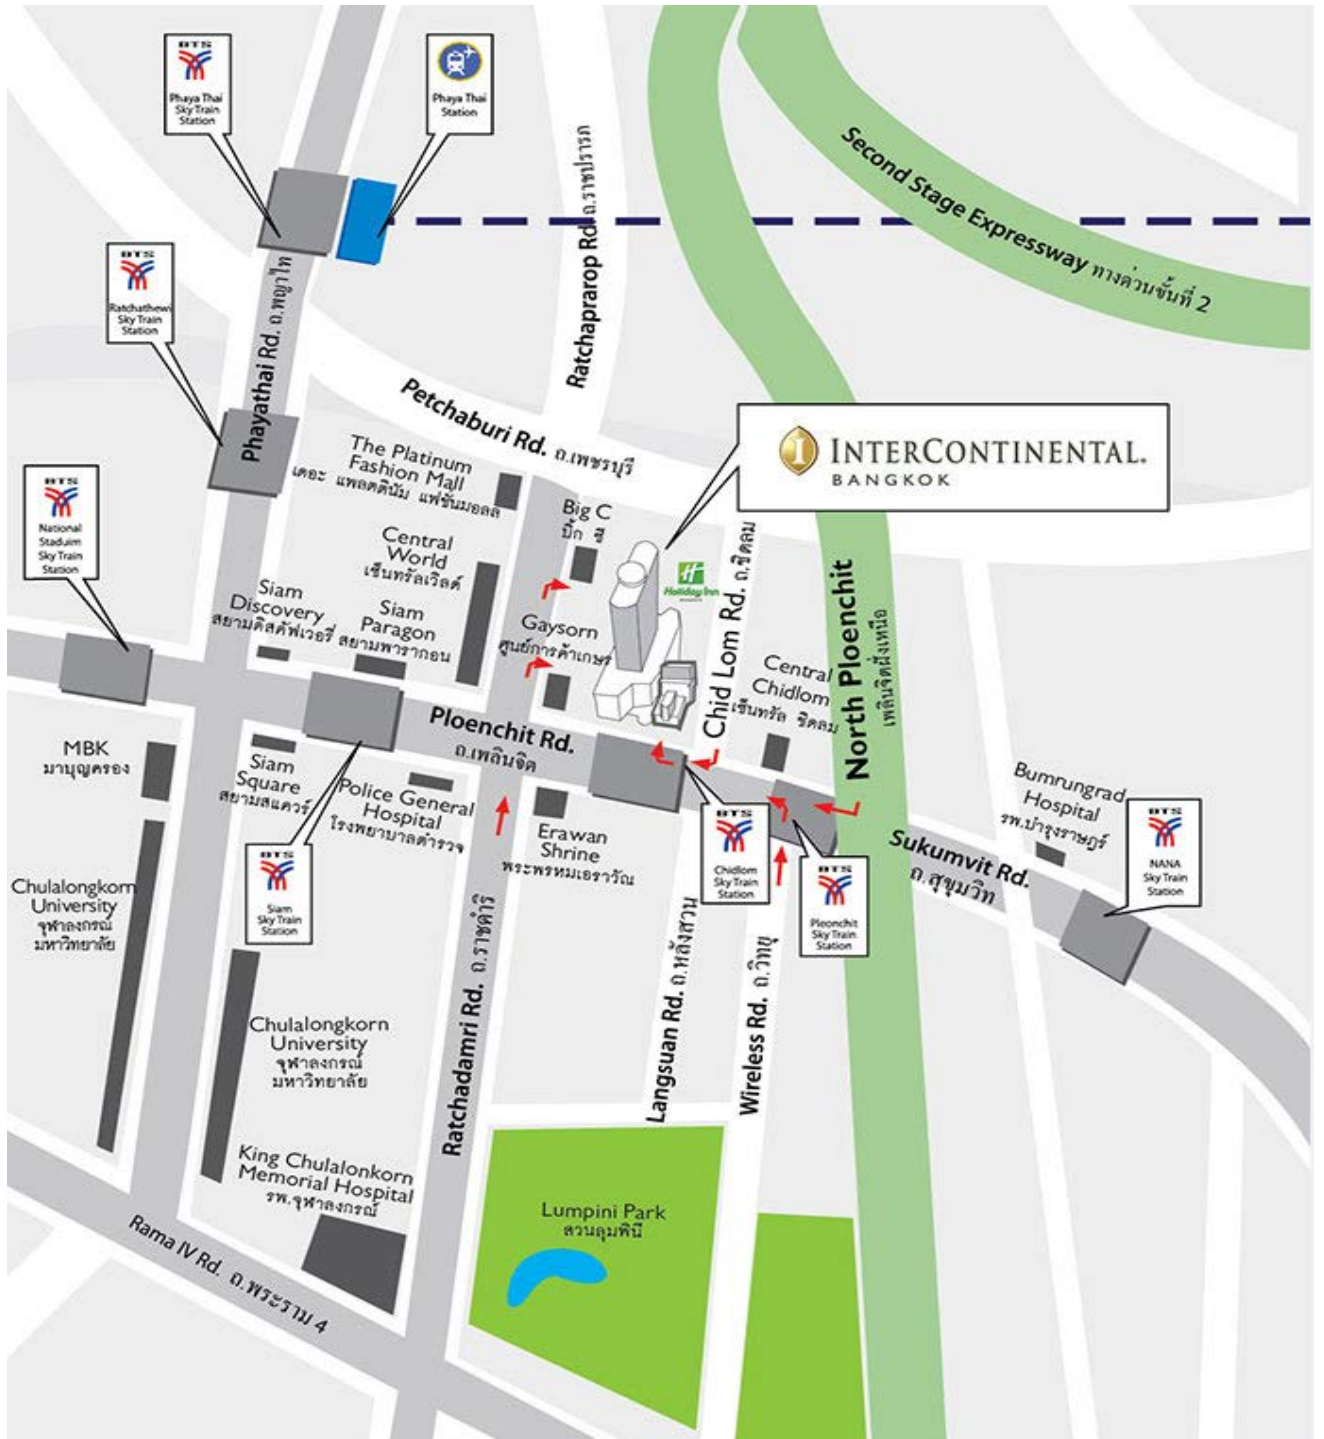 BTS
Phaya Thai
Sky Train
Station
Phaya Thai
Station
Second Stage Expressway ทางด่วนขั้นที่ 2
Ratchaprarop Rd. ถ.ราชปรารภ
BTS
Ratchathewi
Sky Train
Station
Phayathai Rd. ถ.พญาไท
Petchaburi Rd. ถ.เพชรบุรี
INTERCONTINENTAL.
BANGKOK
The Platinum
Fashion Mall
เดอะ แพลตตินัม แฟชั่นมอลล
BTS
National
Staduim
Sky Train
Station
Big C
บิ๊ก ซี
Central
World
เซ็นทรัลเวิลด์
Holiday Inn
Chid Lom Rd. ถ.ชิดลม
North Ploenchit
เพลินจิตฝั่งเหนือ
Siam
Discovery
สยามดิสคัฟเวอรี่
Siam
Paragon
สยามพารากอน
Gaysorn
ศูนย์การค้าเกษร
Central
Chidlom
เซ็นทรัล ชิดลม
Ploenchit Rd.
ถ.เพลินจิต
MBK
มาบุญครอง
Siam
Square
สยามสแควร์
Police General
Hospital
โรงพยาบาลตำรวจ
Erawan
Shrine
พระพรหมเอราวัณ
Bumrungrad
Hospital
รพ.บำรุงราษฎร์
BTS
NANA
Sky Train
Station
Sukumvit Rd.
ถ.สุขุมวิท
BTS
Siam
Sky Train
Station
BTS
Chidlom
Sky Train
Station
BTS
Pleonchit
Sky Train
Station
Chulalongkorn
University
จุฬาลงกรณ์
มหาวิทยาลัย
Ratchadamri Rd. ถ.ราชดำริ
Langsuan Rd. ถ.หลังสวน
Wireless Rd. ถ.วิทยุ
Chulalongkorn
University
จุฬาลงกรณ์
มหาวิทยาลัย
King Chulalonkorn
Memorial Hospital
รพ.จุฬาลงกรณ์
Lumpini Park
สวนลุมพินี
Rama IV Rd. ถ.พระราม 4